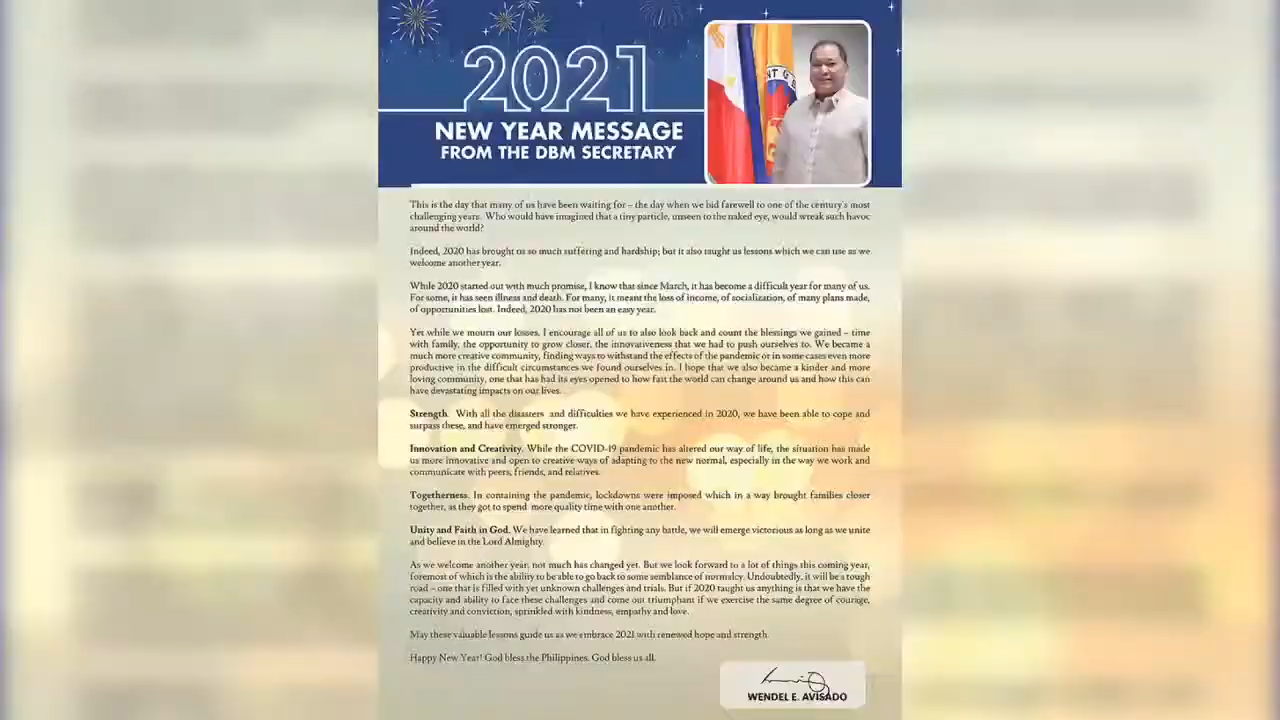 2021
NEW YEAR MESSAGE
FROM THE DBM SECRETARY
This is the day that many of us have been waiting for – the day when we bid farewell to one of the century's most
challenging years. Who would have imagined that a tiny particle, unseen to the naked eye, would wreak such havoc
around the world?
Indeed, 2020 has brought us so much suffering and hardship; but it also taught us lessons which we can use as we
welcome another year.
While 2020 started out with much promise, I know that since March, it has become a difficult year for many of us.
For some, it has seen illness and death. For many, it meant the loss of income, of socialization, of many plans made,
of opportunities lost. Indeed, 2020 has not been an easy year.
Yet while we mourn our losses, I encourage all of us to also look back and count the blessings we gained – time
with family, the opportunity to grow closer, the innovativeness that we had to push ourselves to. We became a
much more creative community, finding ways to withstand the effects of the pandemic or in some cases even more
productive in the difficult circumstances we found ourselves in. I hope that we also became a kinder and more
loving community, one that has had its eyes opened to how fast the world can change around us and how this can
have devastating impacts on our lives.
Strength. With all the disasters and difficulties we have experienced in 2020, we have been able to cope and
surpass these, and have emerged stronger.
Innovation and Creativity. While the COVID-19 pandemic has altered our way of life, the situation has made
us more innovative and open to creative ways of adapting to the new normal, especially in the way we work and
communicate with peers, friends, and relatives.
Togetherness. In containing the pandemic, lockdowns were imposed which in a way brought families closer
together, as they got to spend more quality time with one another.
Unity and Faith in God. We have learned that in fighting any battle, we will emerge victorious as long as we unite
and believe in the Lord Almighty.
As we welcome another year, not much has changed yet. But we look forward to a lot of things this coming year,
foremost of which is the ability to be able to go back to some semblance of normalcy. Undoubtedly, it will be a tough
road – one that is filled with yet unknown challenges and trials. But if 2020 taught us anything is that we have the
capacity and ability to face these challenges and come out triumphant if we exercise the same degree of courage,
creativity and conviction, sprinkled with kindness, empathy and love.
May these valuable lessons guide us as we embrace 2021 with renewed hope and strength.
Happy New Year! God bless the Philippines. God bless us all.
WENDEL E. AVISADO